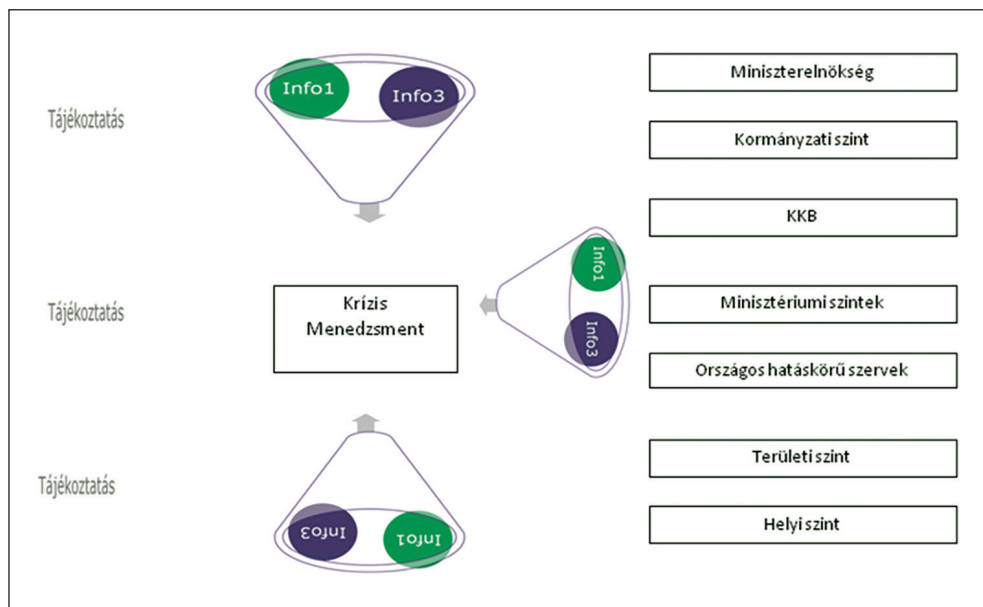 Tájékoztatás
Info1
Info3
Miniszterelnökség
Kormányzati szint
KKB
Tájékoztatás
Krízis
Menedzsment
Info1
Info3
Minisztériumi szintek
Országos hatáskörű szervek
Tájékoztatás
Info3
Info1
Területi szint
Helyi szint